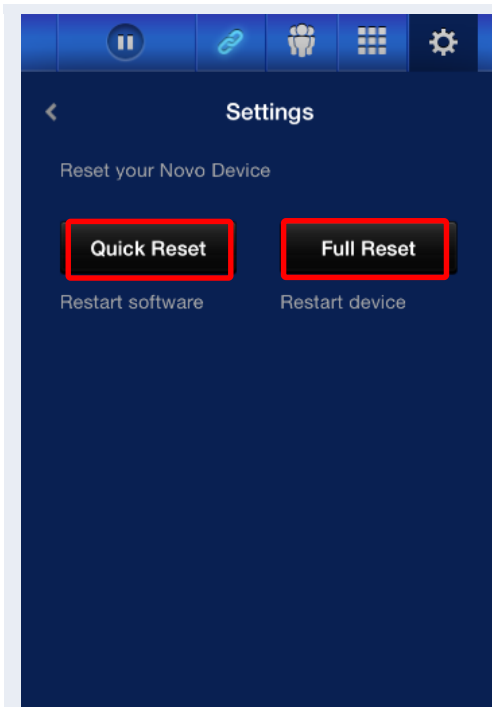 Settings
Reset your Novo Device
Quick Reset
Full Reset
Restart software
Restart device